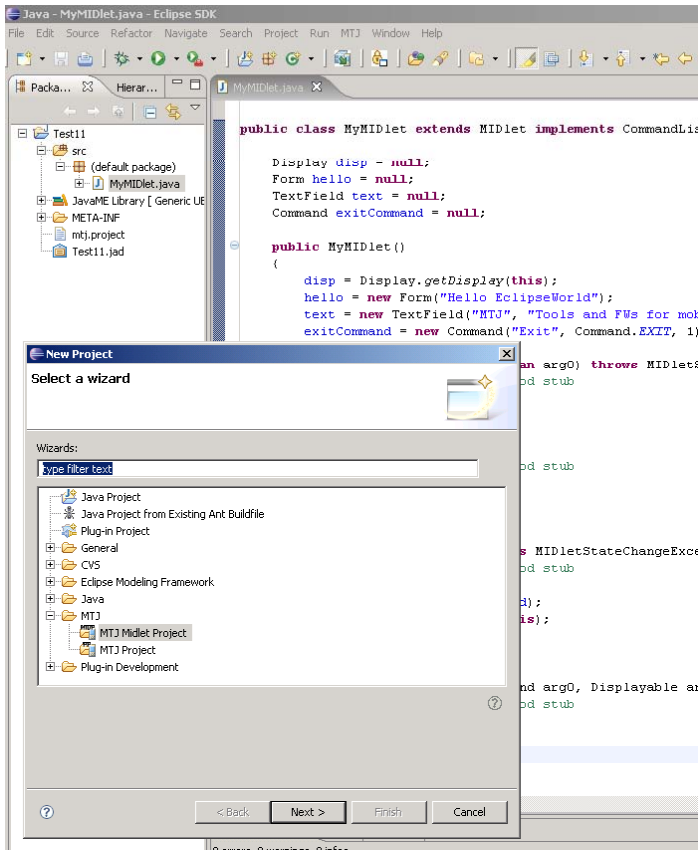 Java - MyMIDlet.java - Eclipse SDK
File Edit Source Refactor Navigate Search Project Run MTJ Window Help
Packa... Hierar...
MyMIDlet.java
Test11
src
(default package)
MyMIDlet.java
JavaME Library [ Generic UE
META-INF
mtj.project
Test11.jad
public class MyMIDlet extends MIDlet implements CommandLis
Display disp = null;
Form hello = null;
TextField text = null;
Command exitCommand = null;
public MyMIDlet()
{
disp = Display.getDisplay(this);
hello = new Form("Hello EclipseWorld");
text = new TextField("MTJ", "Tools and FWs for mob
exitCommand = new Command("Exit", Command.EXIT, 1)
an arg0) throws MIDletS
od stub
od stub
s MIDletStateChangeExce
od stub
d);
is);
nd arg0, Displayable ar
od stub
New Project
Select a wizard
Wizards:
type filter text
Java Project
Java Project from Existing Ant Buildfile
Plug-in Project
General
CVS
Eclipse Modeling Framework
Java
MTJ
MTJ Midlet Project
MTJ Project
Plug-in Development
< Back Next > Finish Cancel
0 errors, 0 warnings, 0 infos